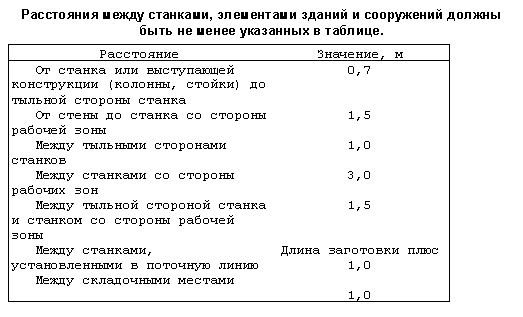 Расстояния между станками, элементами зданий и сооружений должны
быть не менее указанных в таблице.
Расстояние Значение, м
От станка или выступающей 0,7
конструкции (колонны, стойки) до
тыльной стороны станка
От стены до станка со стороны 1,5
рабочей зоны
Между тыльными сторонами 1,0
станков
Между станками со стороны 3,0
рабочих зон
Между тыльной стороной станка 1,5
и станком со стороны рабочей
зоны
Между станками, Длина заготовки плюс
установленными в поточную линию 1,0
Между складочными местами
1,0